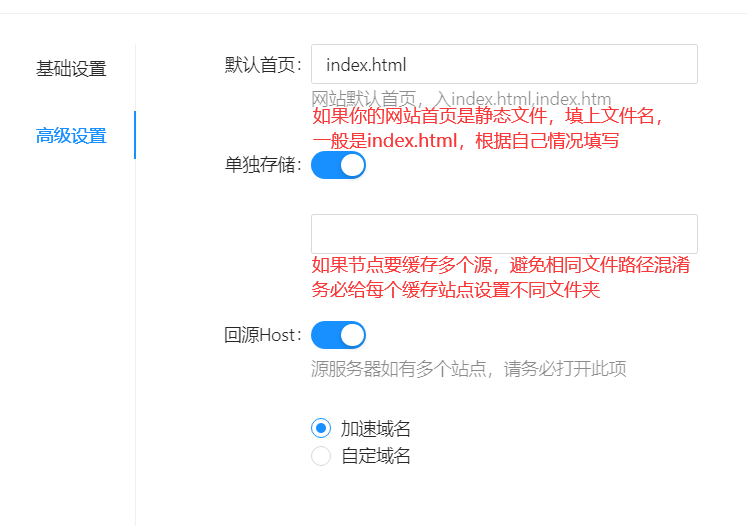 基础设置
高级设置
默认首页：
index.html
网站默认首页，入index.html,index.htm
如果你的网站首页是静态文件，填上文件名，
一般是index.html，根据自己情况填写
单独存储：
如果节点要缓存多个源，避免相同文件路径混淆
务必给每个缓存站点设置不同文件夹
回源Host：
源服务器如有多个站点，请务必打开此项
加速域名
自定域名